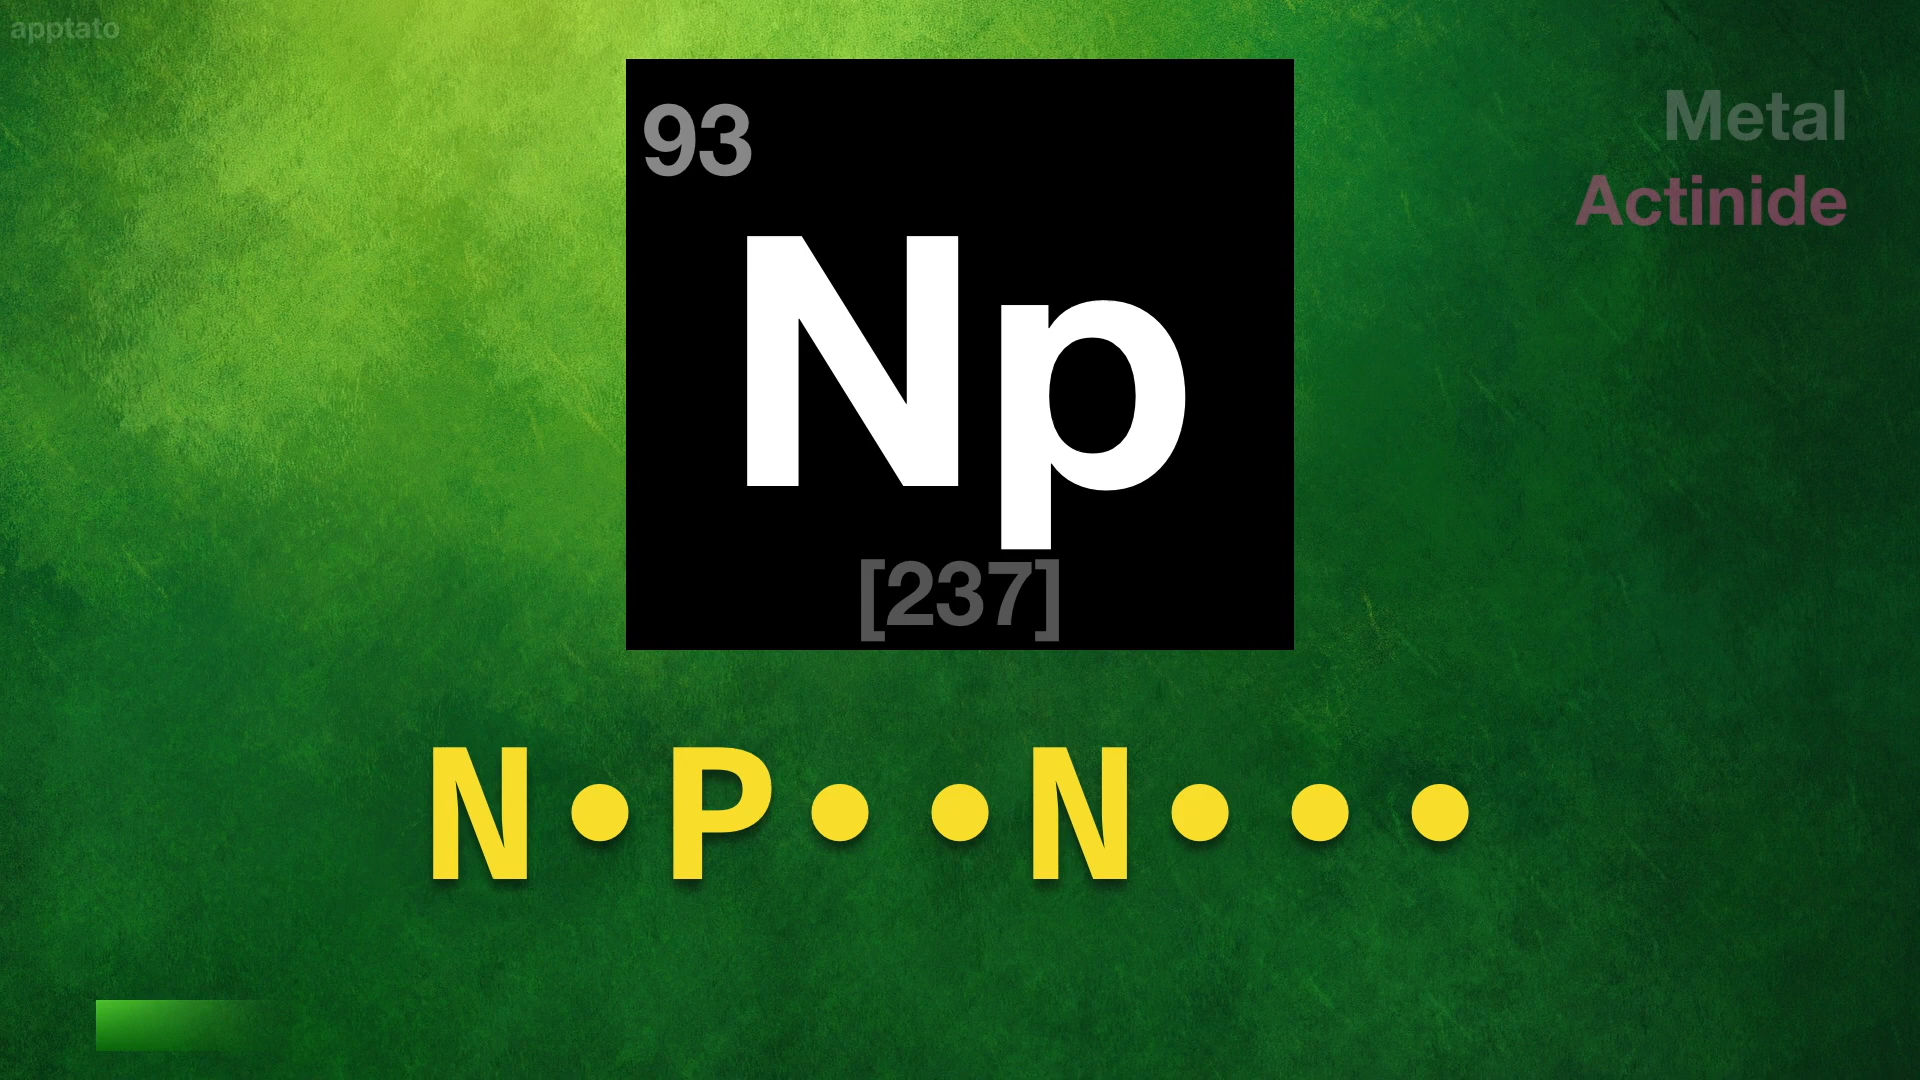 apptato
Metal
Actinide
93
Np
[237]
N•P••N•••